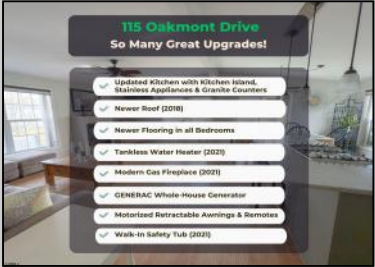 115 Oakmont Drive
So Many Great Upgrades!
Updated Kitchen with Kitchen Island,
Stainless Appliances & Granite Counters
Newer Roof (2018)
Newer Flooring in all Bedrooms
Tankless Water Heater (2021)
Modern Gas Fireplace (2021)
GENERAC Whole-House Generator
Motorized Retractable Awnings & Remotes
Walk-In Safety Tub (2021)